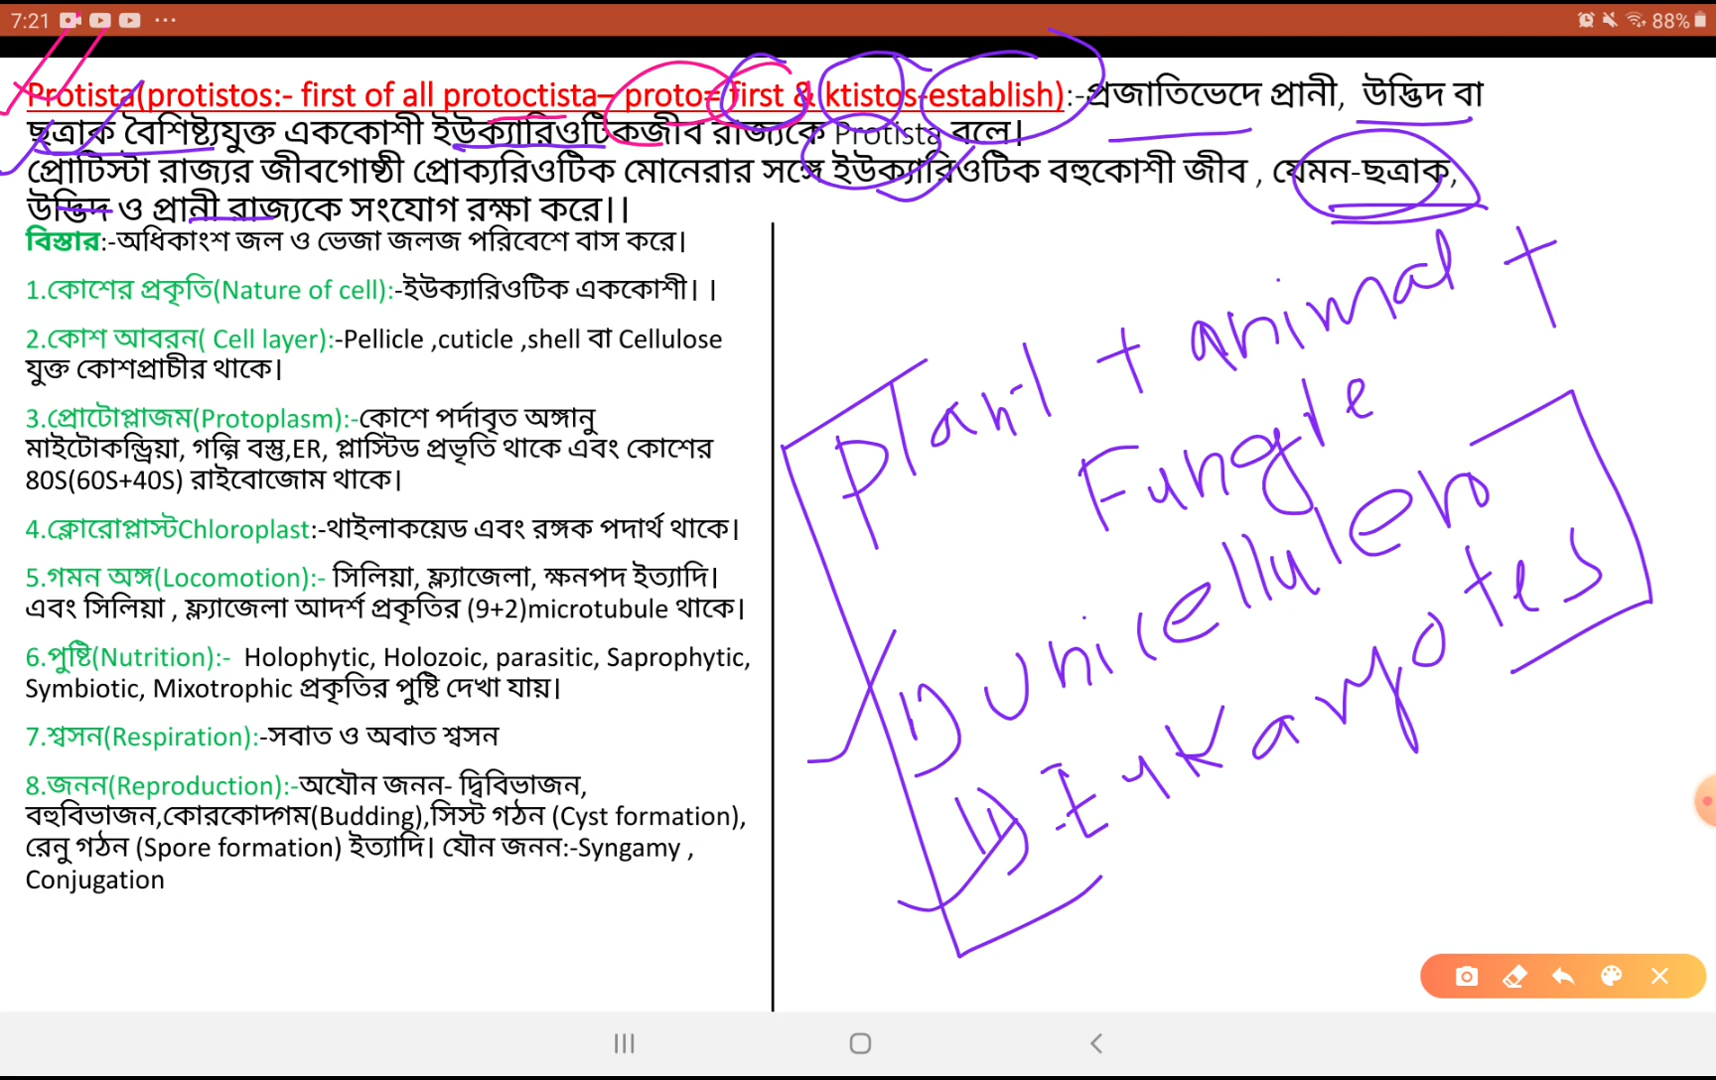 7:21
88%
Protista(protistos:- first of all protoctista– proto= first & ktistos-establish):-প্রজাতিভেদে প্রানী, উদ্ভিদ বা
ছত্রাক বৈশিষ্ট্যযুক্ত এককোশী ইউক্যারিওটিকজীব রাজ্যকে Protista বলে।
প্রোটিস্টা রাজ্যর জীবগোষ্ঠী প্রোক্যরিওটিক মোনেরার সঙ্গে ইউক্যারিওটিক বহুকোশী জীব , যেমন-ছত্রাক,
উদ্ভিদ ও প্রানী রাজ্যকে সংযোগ রক্ষা করে।।
বিস্তার:-অধিকাংশ জল ও ভেজা জলজ পরিবেশে বাস করে।
1.কোশের প্রকৃতি(Nature of cell):-ইউক্যারিওটিক এককোশী। ।
2.কোশ আবরন( Cell layer):-Pellicle ,cuticle ,shell বা Cellulose
যুক্ত কোশপ্রাচীর থাকে।
3.প্রোটোপ্লাজম(Protoplasm):-কোশে পর্দাবৃত অঙ্গানু
মাইটোকন্ড্রিয়া, গল্গি বস্তু,ER, প্লাস্টিড প্রভৃতি থাকে এবং কোশের
80S(60S+40S) রাইবোজোম থাকে।
4.ক্লোরোপ্লাস্টChloroplast:-থাইলাকয়েড এবং রঙ্গক পদার্থ থাকে।
5.গমন অঙ্গ(Locomotion):- সিলিয়া, ফ্ল্যাজেলা, ক্ষনপদ ইত্যাদি।
এবং সিলিয়া , ফ্ল্যাজেলা আদর্শ প্রকৃতির (9+2)microtubule থাকে।
6.পুষ্টি(Nutrition):- Holophytic, Holozoic, parasitic, Saprophytic,
Symbiotic, Mixotrophic প্রকৃতির পুষ্টি দেখা যায়।
7.শ্বসন(Respiration):-সবাত ও অবাত শ্বসন
8.জনন(Reproduction):-অযৌন জনন- দ্বিবিভাজন,
বহুবিভাজন,কোরকোদ্গম(Budding),সিস্ট গঠন (Cyst formation),
রেনু গঠন (Spore formation) ইত্যাদি। যৌন জনন:-Syngamy ,
Conjugation
Plant + animal +
Fungle
I) Unicellular
II) Eukaryotes